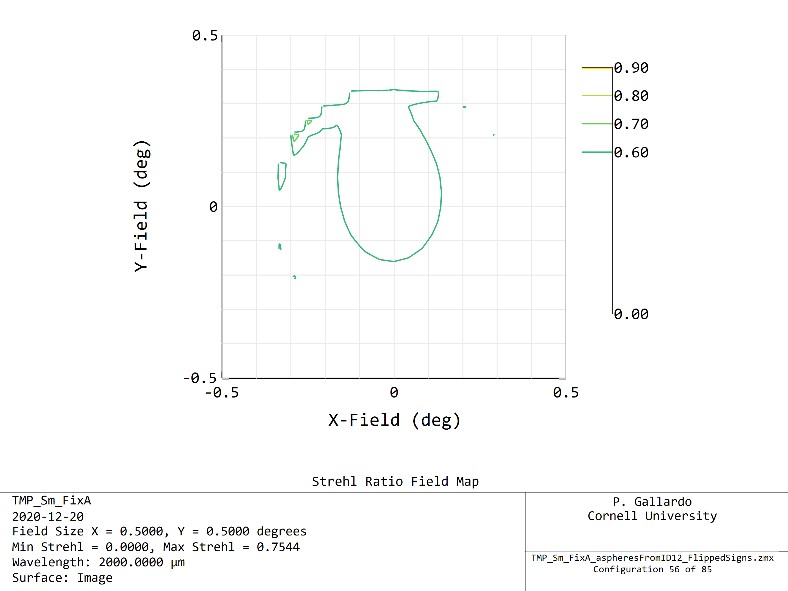 0.5
0.90
0.80
0.70
0.60
Y-Field (deg)
0
0.00
-0.5
-0.5
0
0.5
X-Field (deg)
Strehl Ratio Field Map
TMP_Sm_FixA
2020-12-20
Field Size X = 0.5000, Y = 0.5000 degrees
Min Strehl = 0.0000, Max Strehl = 0.7544
Wavelength: 2000.0000 µm
Surface: Image
P. Gallardo
Cornell University
TMP_Sm_FixA_aspheresFromID12_FlippedSigns.zmx
Configuration 56 of 85